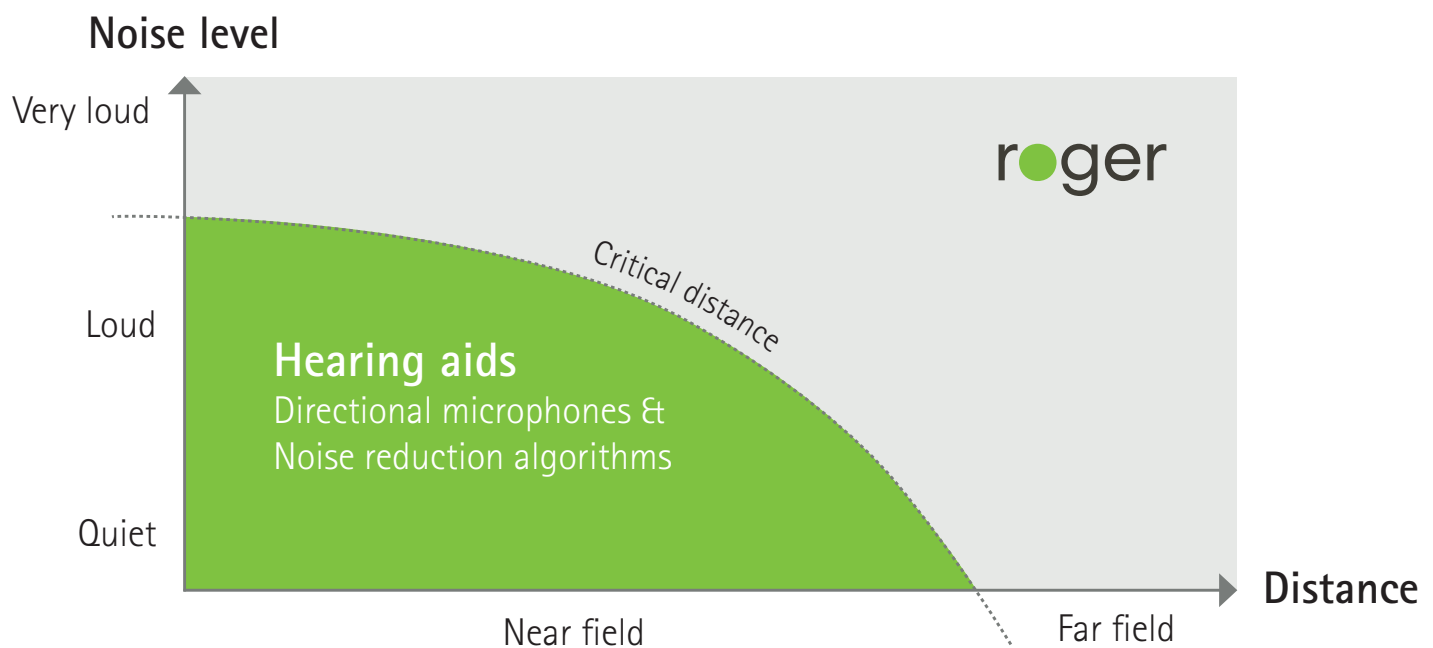 Noise level
Very loud
roger
Critical distance
Loud
Hearing aids
Directional microphones &
Noise reduction algorithms
Quiet
Distance
Near field
Far field